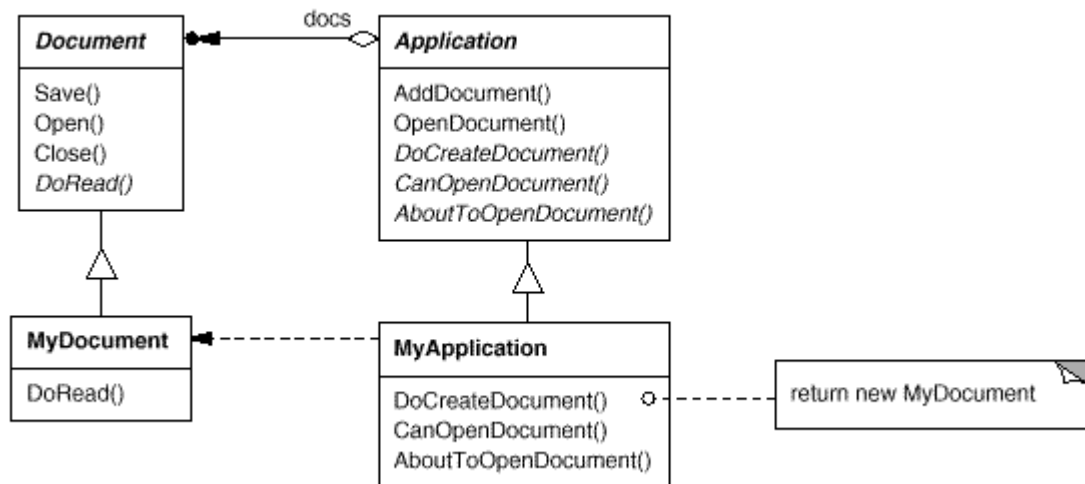 docs
Document
Save()
Open()
Close()
DoRead()
Application
AddDocument()
OpenDocument()
DoCreateDocument()
CanOpenDocument()
AboutToOpenDocument()
MyDocument
DoRead()
MyApplication
DoCreateDocument()
CanOpenDocument()
AboutToOpenDocument()
return new MyDocument